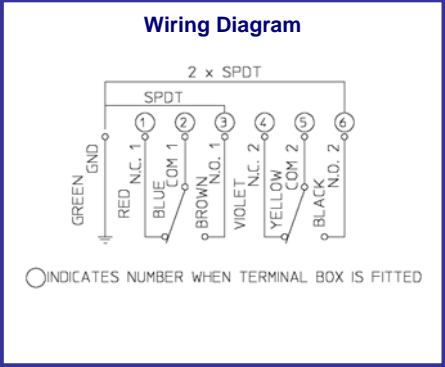 Wiring Diagram
2 x SPDT
SPDT
1 2 3 4 5 6
GREEN
GND
RED
N.C. 1
BLUE
COM 1
BROWN
N.O. 1
VIOLET
N.C. 2
YELLOW
COM 2
BLACK
N.O. 2
INDICATES NUMBER WHEN TERMINAL BOX IS FITTED